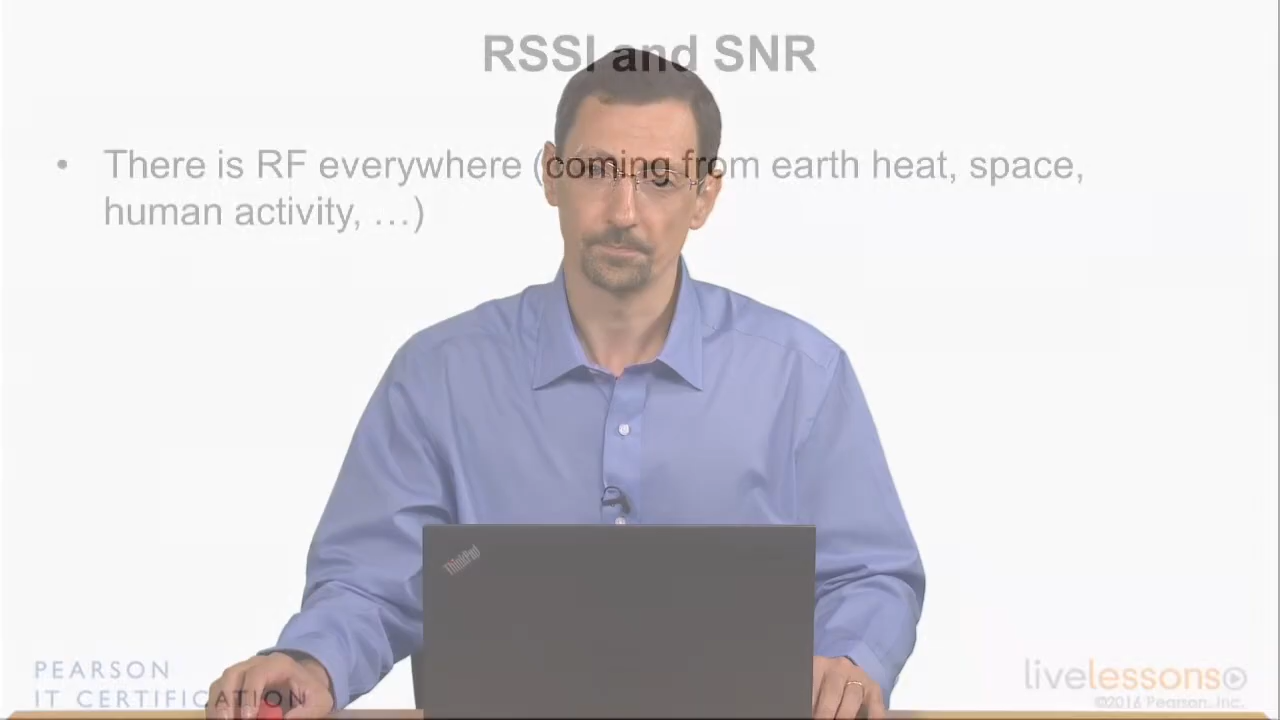 RSSI and SNR
• There is RF everywhere (coming from earth heat, space,
human activity, …)
ThinkPad
PEARSON
IT CERTIFICATION
livelessons
©2016 Pearson, Inc.